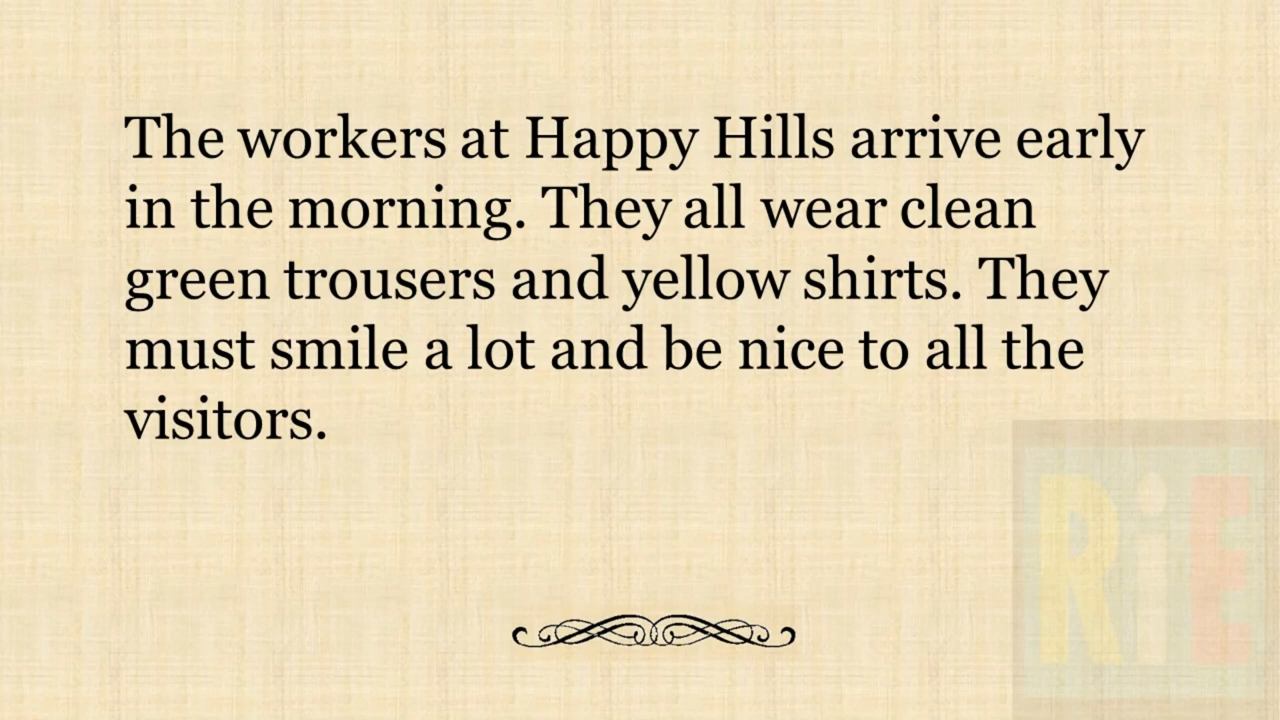 The workers at Happy Hills arrive early
in the morning. They all wear clean
green trousers and yellow shirts. They
must smile a lot and be nice to all the
visitors.
RiE